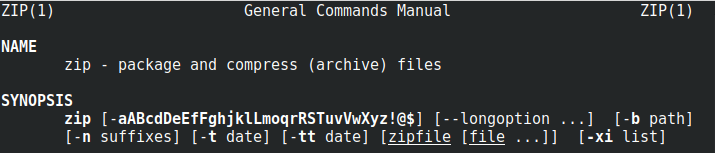 ZIP(1) General Commands Manual ZIP(1)
NAME
zip - package and compress (archive) files
SYNOPSIS
zip [-aABcdDeEfFghjklLmoqrRSTuvVwXyz!@$] [--longoption ...] [-b path]
[-n suffixes] [-t date] [-tt date] [zipfile [file ...]] [-xi list]